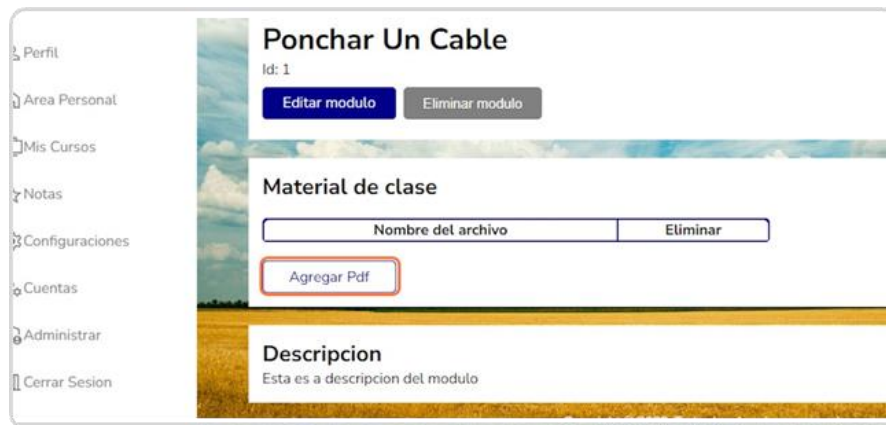 Perfil
Area Personal
Mis Cursos
Notas
Configuraciones
Cuentas
Administrar
Cerrar Sesion
Ponchar Un Cable
Id: 1
Editar modulo Eliminar modulo
Material de clase
Nombre del archivo Eliminar
Agregar Pdf
Descripcion
Esta es a descripcion del modulo